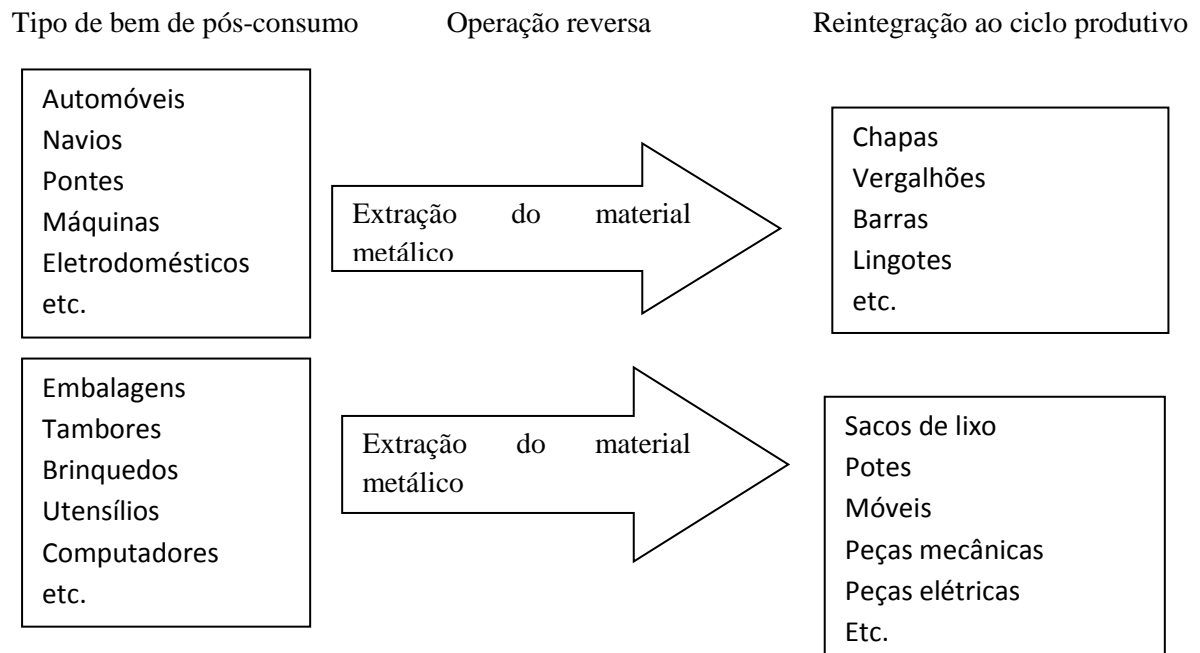 Tipo de bem de pós-consumo Operação reversa Reintegração ao ciclo produtivo
Automóveis
Navios
Pontes
Máquinas
Eletrodomésticos
etc.
Extração do material
metálico
Chapas
Vergalhões
Barras
Lingotes
etc.
Embalagens
Tambores
Brinquedos
Utensílios
Computadores
etc.
Extração do material
metálico
Sacos de lixo
Potes
Móveis
Peças mecânicas
Peças elétricas
Etc.